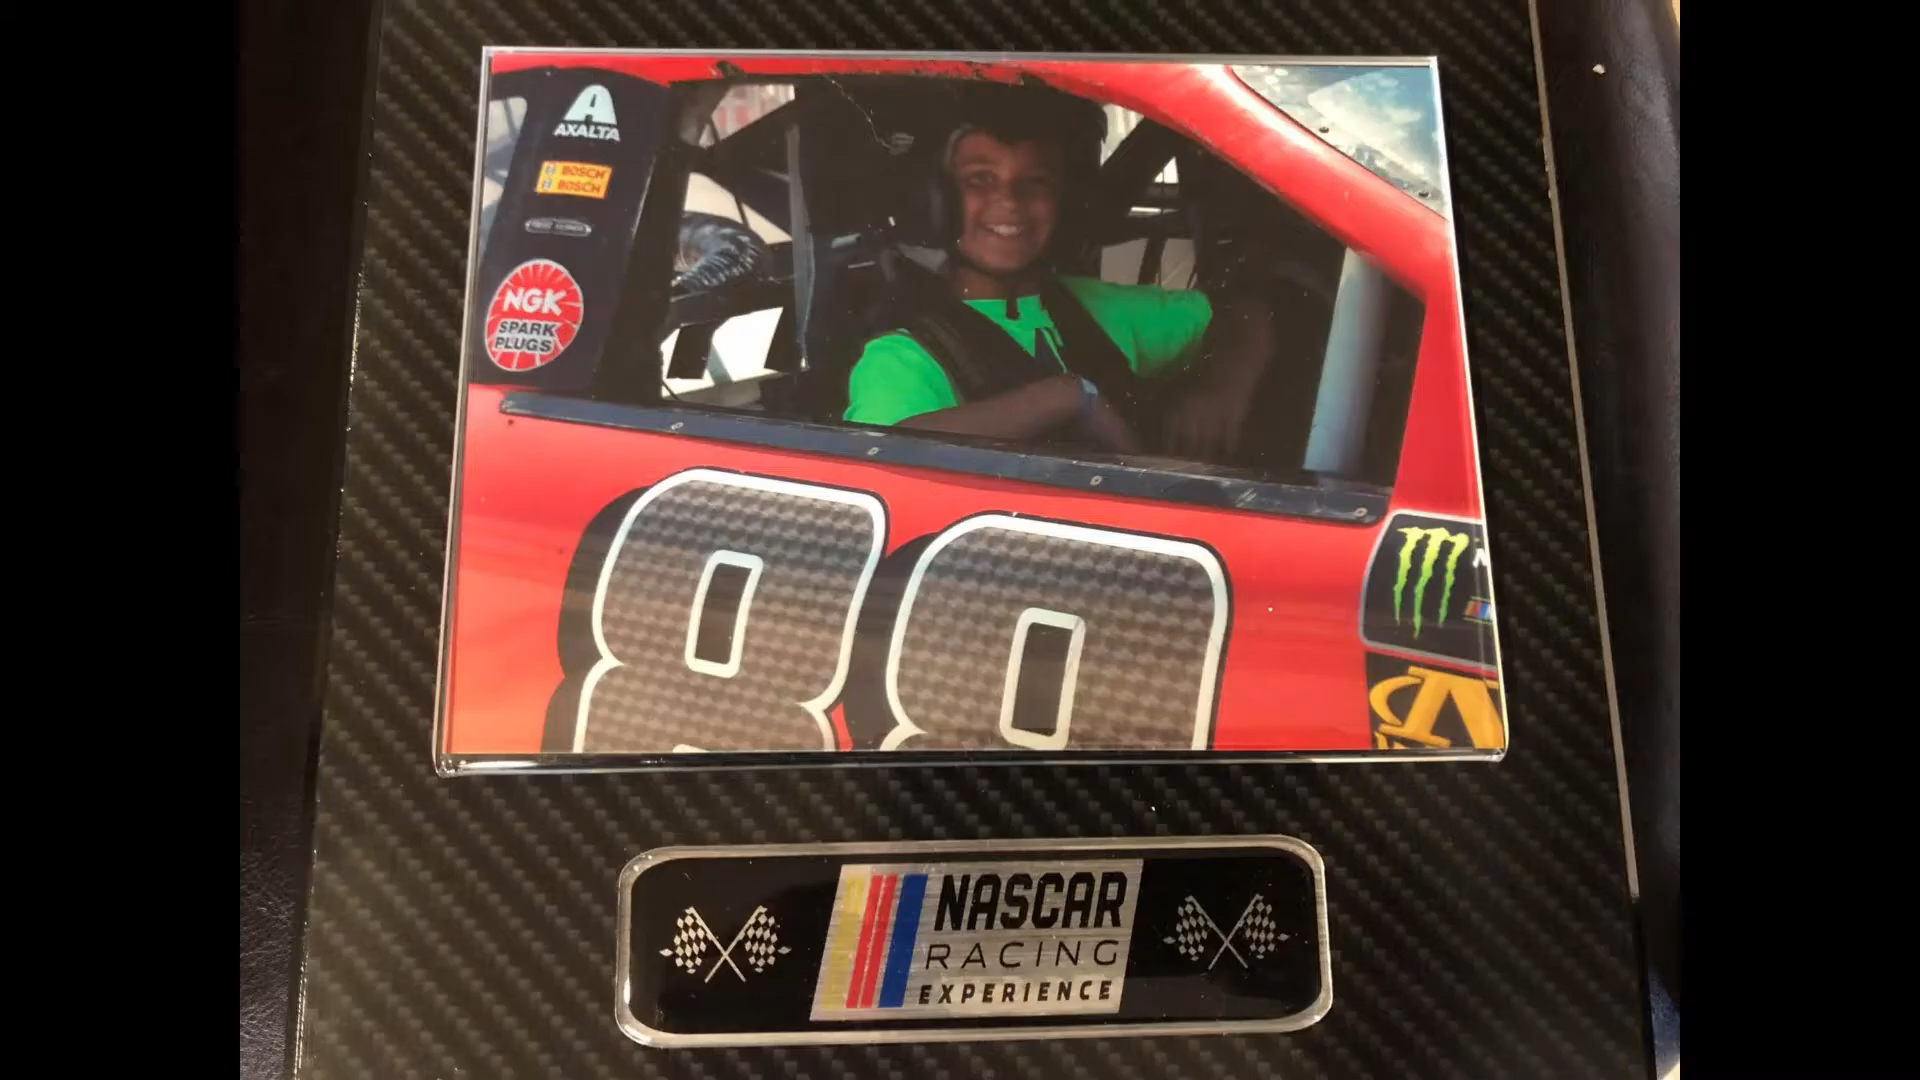 A
AXALTA
BOSCH
BOSCH
NGK
SPARK
PLUGS
88
NASCAR
RACING
EXPERIENCE